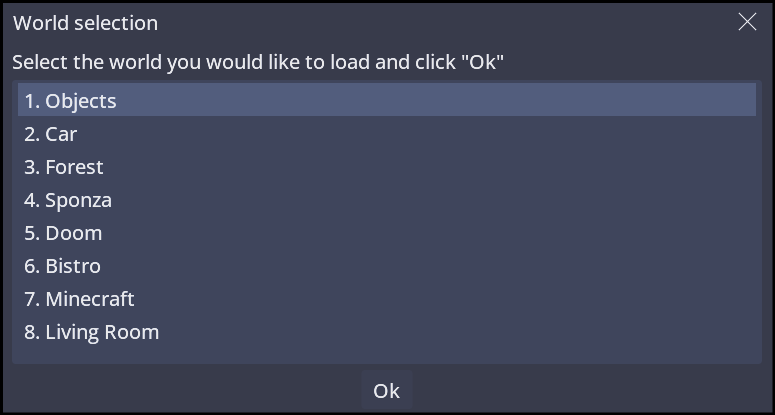 World selection
Select the world you would like to load and click "Ok"
1. Objects
2. Car
3. Forest
4. Sponza
5. Doom
6. Bistro
7. Minecraft
8. Living Room
Ok